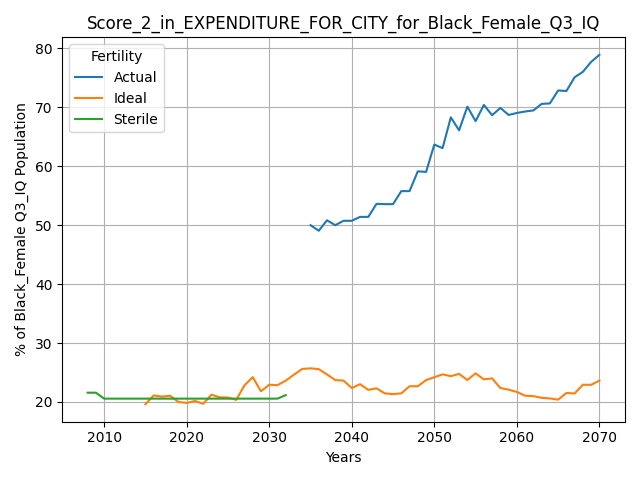 Score_2_in_EXPENDITURE_FOR_CITY_for_Black_Female_Q3_IQ
Fertility
Actual
Ideal
Sterile
% of Black_Female Q3_IQ Population
80
70
60
50
40
30
20
2010 2020 2030 2040 2050 2060 2070
Years